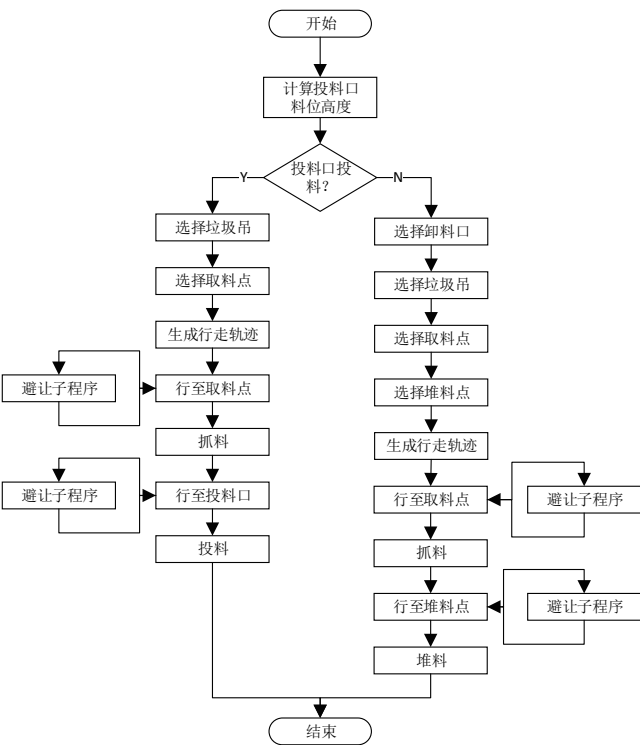 开始
计算投料口
料位高度
投料口投
料?
Y
N
选择垃圾吊
选择取料点
生成行走轨迹
行至取料点
避让子程序
抓料
行至投料口
避让子程序
投料
选择卸料口
选择垃圾吊
选择取料点
选择堆料点
生成行走轨迹
行至取料点
避让子程序
抓料
行至堆料点
避让子程序
堆料
结束